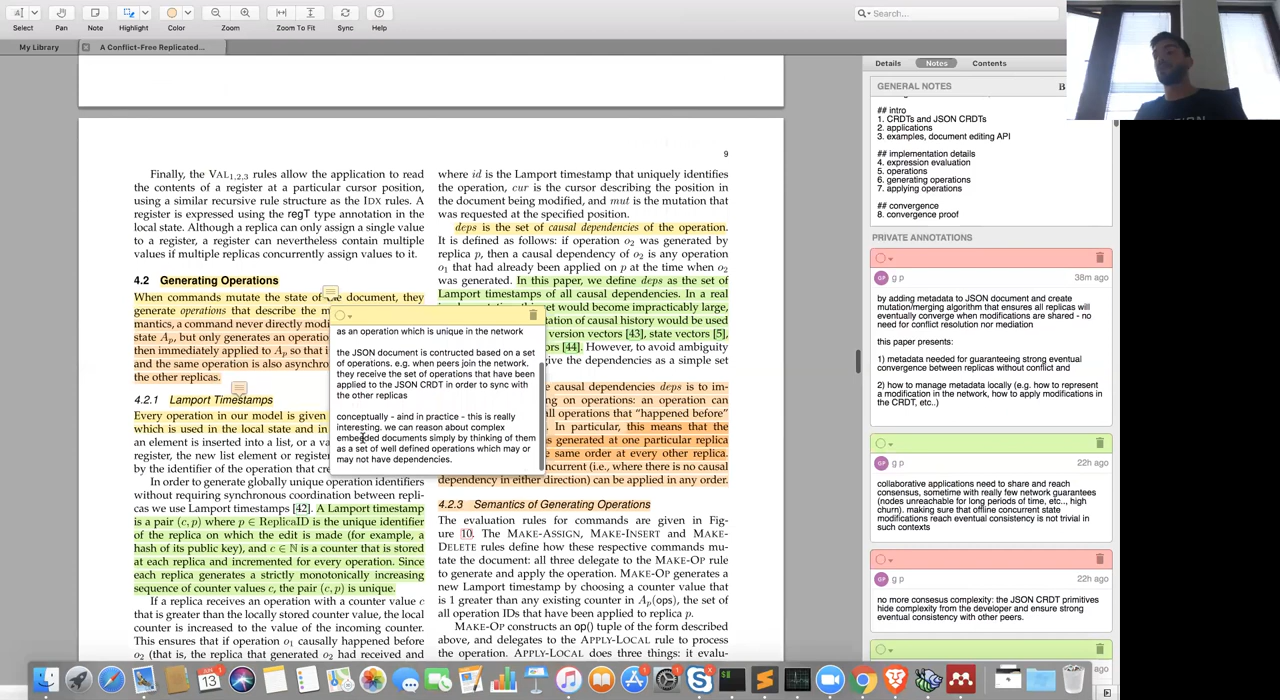 Select
Pan
Note
Highlight
Color
Zoom
Zoom To Fit
Sync
Help
Search...
My Library
A Conflict-Free Replicated...
9
Finally, the VAL1,2,3 rules allow the application to read
the contents of a register at a particular cursor position,
using a similar recursive rule structure as the IDX rules. A
register is expressed using the regT type annotation in the
local state. Although a replica can only assign a single value
to a register, a register can nevertheless contain multiple
values if multiple replicas concurrently assign values to it.
4.2 Generating Operations
When commands mutate the state of the document, they
generate operations that describe the m
mantics, a command never directly modi
state Ap, but only generates an operation
then immediately applied to Ap so that i
and the same operation is also asynchro
the other replicas.
4.2.1 Lamport Timestamps
Every operation in our model is given
which is used in the local state and in
an element is inserted into a list, or a va
register, the new list element or register
by the identifier of the operation that cre
In order to generate globally unique operation identifiers
without requiring synchronous coordination between repli-
cas we use Lamport timestamps [42]. A Lamport timestamp
is a pair (c, p) where p ∈ ReplicaID is the unique identifier
of the replica on which the edit is made (for example, a
hash of its public key), and c ∈ N is a counter that is stored
at each replica and incremented for every operation. Since
each replica generates a strictly monotonically increasing
sequence of counter values c, the pair (c, p) is unique.
If a replica receives an operation with a counter value c
that is greater than the locally stored counter value, the local
counter is increased to the value of the incoming counter.
This ensures that if operation o1 causally happened before
o2 (that is, the replica that generated o2 had received and
as an operation which is unique in the network
the JSON document is contructed based on a set
of operations. e.g. when peers join the network.
they receive the set of operations that have been
applied to the JSON CRDT in order to sync with
the other replicas
conceptually - aind in practice - this is really
interesting. we can reason about complex
embedded documents simply by thinking of them
as a set of well defined operations which may or
may not have dependencies.
where id is the Lamport timestamp that uniquely identifies
the operation, cur is the cursor describing the position in
the document being modified, and mut is the mutation that
was requested at the specified position.
deps is the set of causal dependencies of the operation.
It is defined as follows: if operation o2 was generated by
replica p, then a causal dependency of o2 is any operation
o1 that had already been applied on p at the time when o2
was generated. In this paper, we define deps as the set of
Lamport timestamps of all causal dependencies. In a real
et would become impracticably large,
tation of causal history would be used
version vectors [43], state vectors [5],
ors [44]. However, to avoid ambiguity
give the dependencies as a simple set
e causal dependencies deps is to im-
ng on operations: an operation can
all operations that "happened before"
. In particular, this means that the
s generated at one particular replica
e same order at every other replica.
ncurrent (i.e., where there is no causal
dependency in either direction) can be applied in any order.
4.2.3 Semantics of Generating Operations
The evaluation rules for commands are given in Fig-
ure 10. The MAKE-ASSIGN, MAKE-INSERT and MAKE-
DELETE rules define how these respective commands mu-
tate the document: all three delegate to the MAKE-OP rule
to generate and apply the operation. MAKE-OP generates a
new Lamport timestamp by choosing a counter value that
is 1 greater than any existing counter in Ap(ops), the set of
all operation IDs that have been applied to replica p.
MAKE-OP constructs an op() tuple of the form described
above, and delegates to the APPLY-LOCAL rule to process
the operation. APPLY-LOCAL does three things: it evalu-
Details
Notes
Contents
GENERAL NOTES
B
## intro
1. CRDTs and JSON CRDTs
2. applications
3. examples, document editing API
## implementation details
4. expression evaluation
5. operations
6. generating operations
7. applying operations
## convergence
8. convergence proof
PRIVATE ANNOTATIONS
GP g p 38m ago
by adding metadata to JSON document and create
mutation/merging algorithm that ensures all replicas will
eventually converge when modifications are shared - no
need for conflict resolution nor mediation
this paper presents:
1) metadata needed for guaranteeing strong eventual
convergence between replicas without conflict and
2) how to manage metadata locally (e.g. how to represent
a modification in the network, how to apply modifications in
the CRDT, etc..)
GP g p 22h ago
collaborative applications need to share and reach
consensus, sometime with really few network guarantees
(nodes unreachable for long periods of time, etc.., high
churn). making sure that offline concurrent state
modifications reach eventual consistency is not trivial in
such contexts
GP g p 22h ago
no more consesus complexity: the JSON CRDT primitives
hide complexity from the developer and ensure strong
eventual consistency with other peers.
ago
13